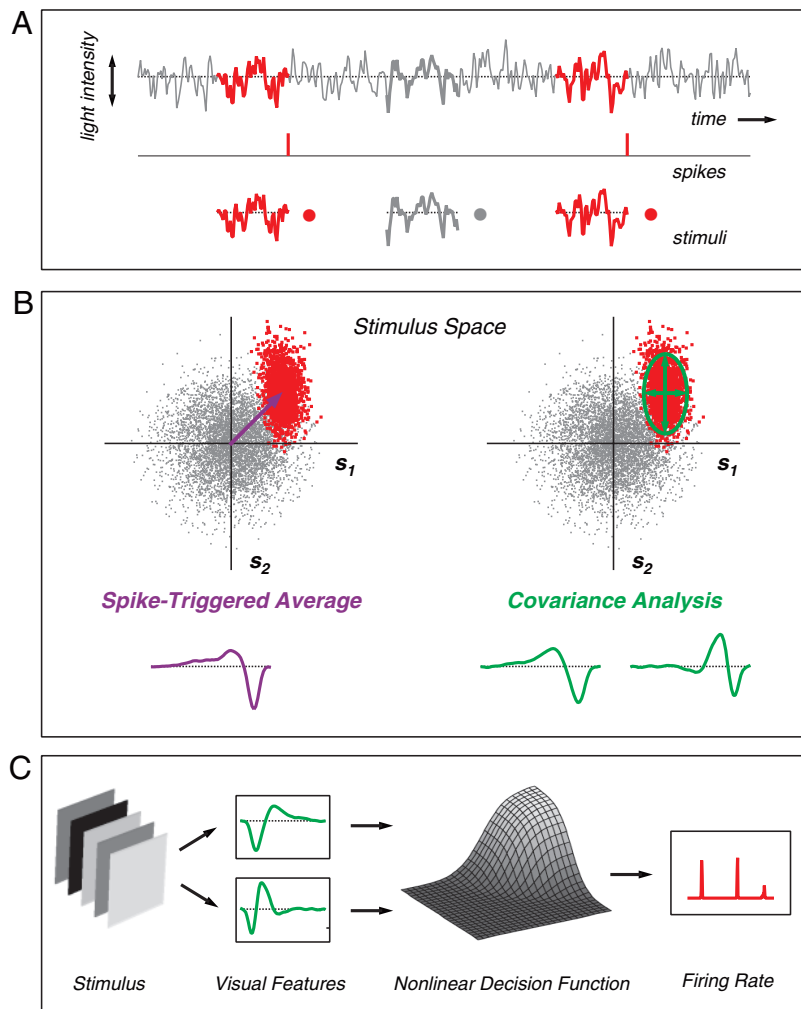 A
light intensity
time
spikes
stimuli
B
Stimulus Space
s1
s2
s1
s2
Spike-Triggered Average
Covariance Analysis
C
Stimulus
Visual Features
Nonlinear Decision Function
Firing Rate